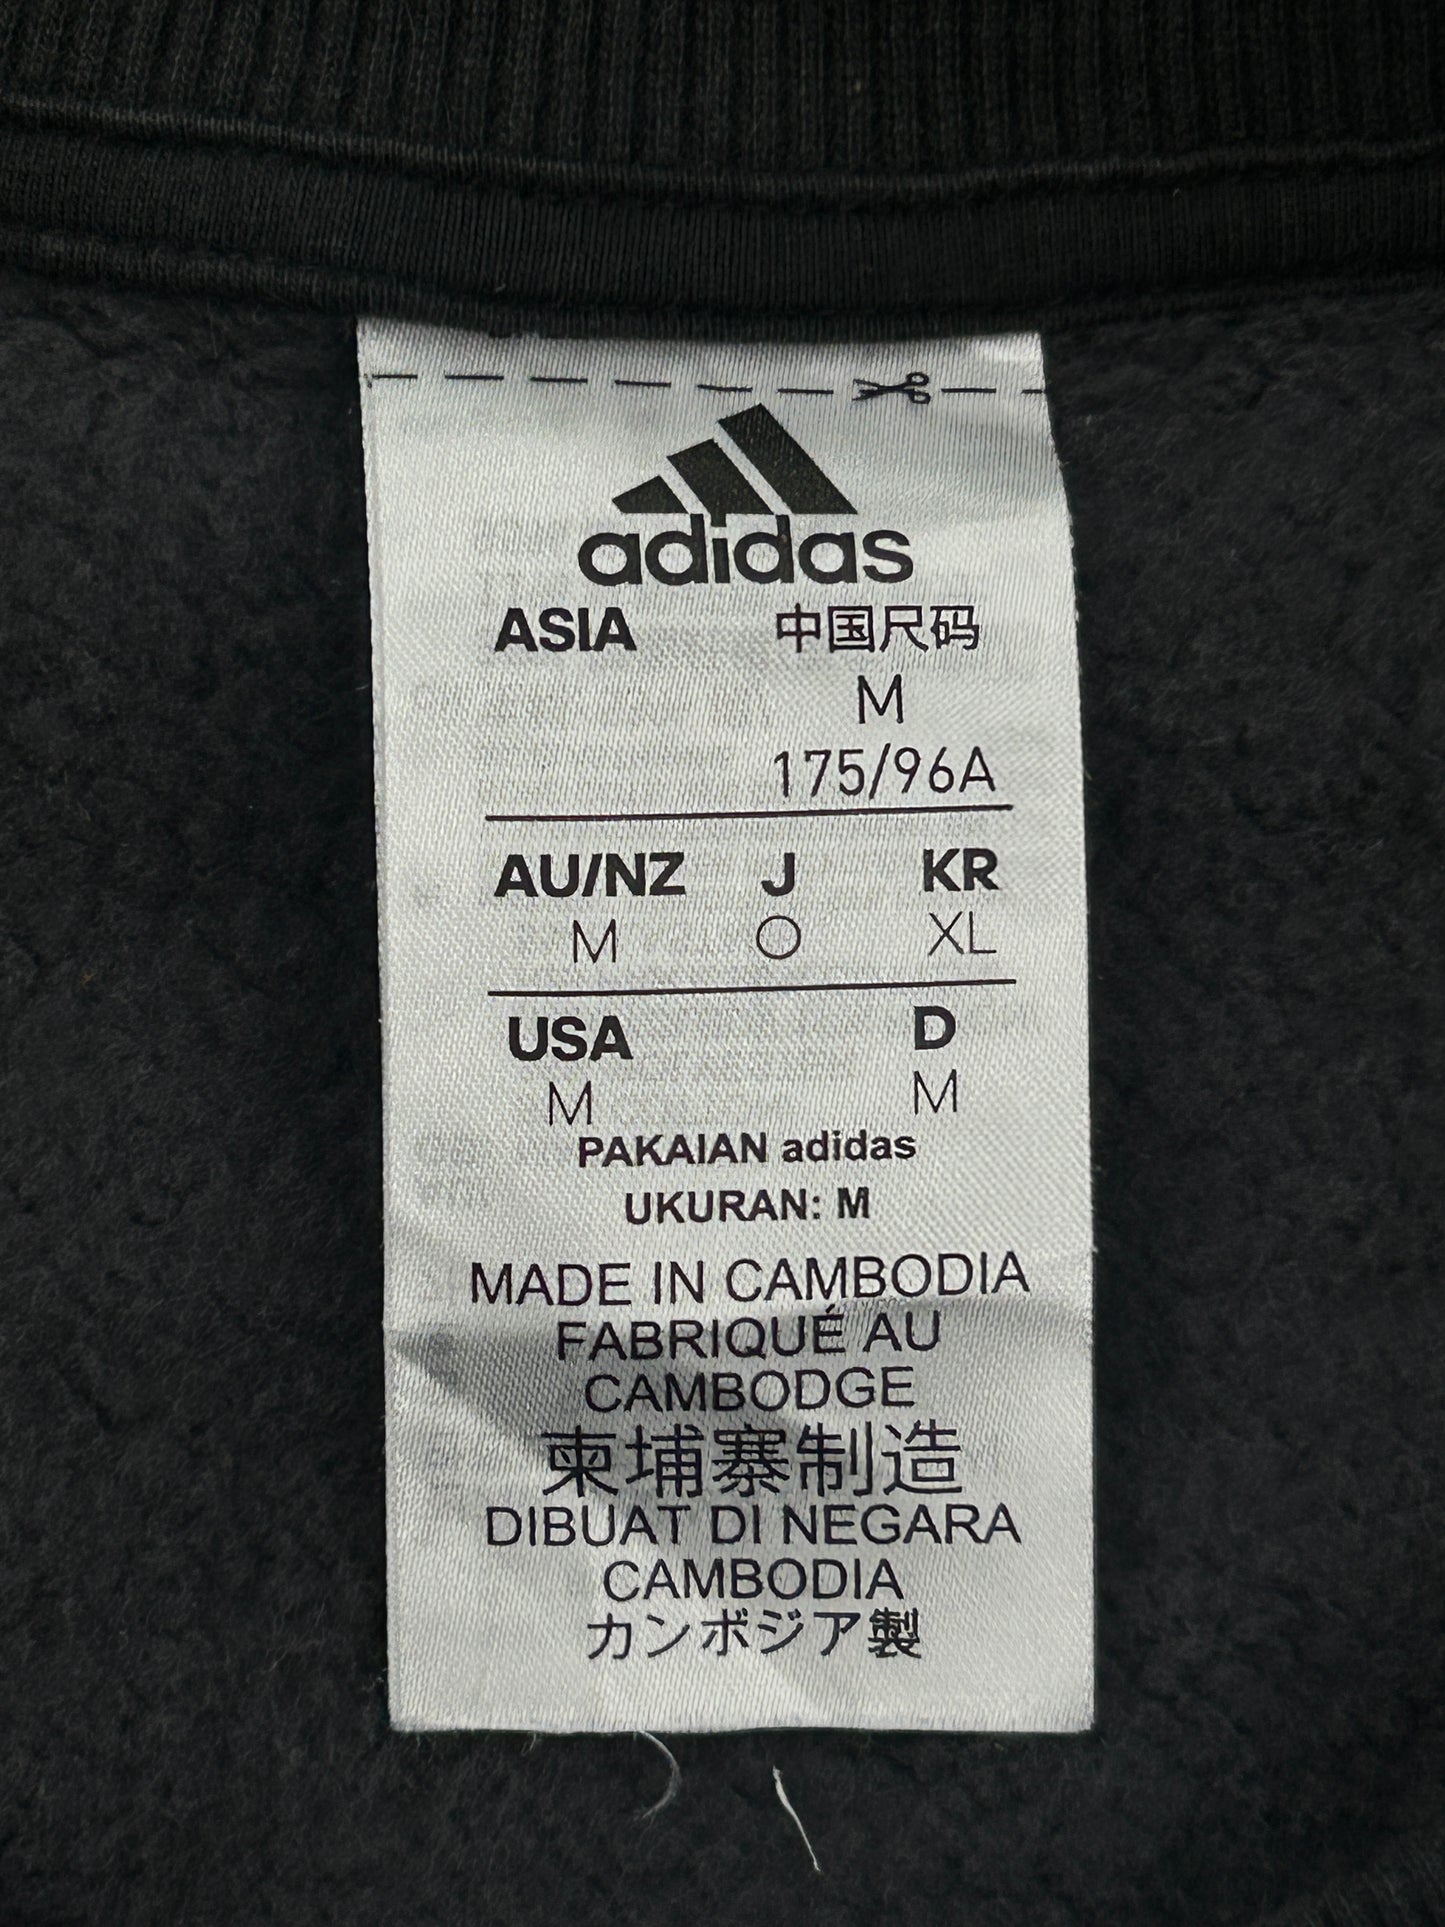 adidas
ASIA 中国尺码
M
175/96A
AU/NZ J KR
M O XL
USA D
M M
PAKAIAN adidas
UKURAN: M
MADE IN CAMBODIA
FABRIQUÉ AU
CAMBODGE
柬埔寨制造
DIBUAT DI NEGARA
CAMBODIA
カンボジア製